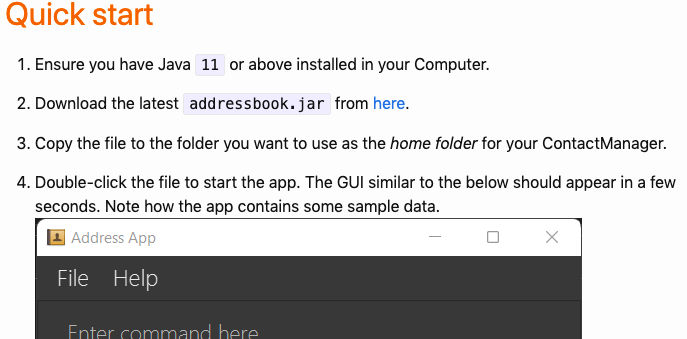 Quick start
1. Ensure you have Java 11 or above installed in your Computer.
2. Download the latest addressbook.jar from here.
3. Copy the file to the folder you want to use as the home folder for your ContactManager.
4. Double-click the file to start the app. The GUI similar to the below should appear in a few
seconds. Note how the app contains some sample data.
Address App
File Help
Enter command here